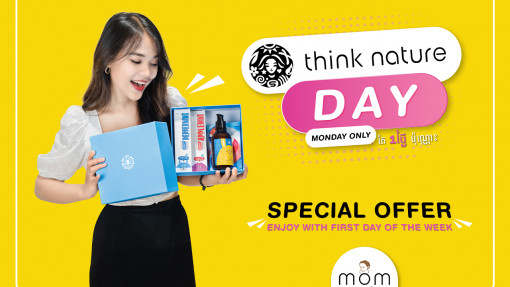 think nature
DAY
MONDAY ONLY
SPECIAL OFFER
ENJOY WITH FIRST DAY OF THE WEEK
mom